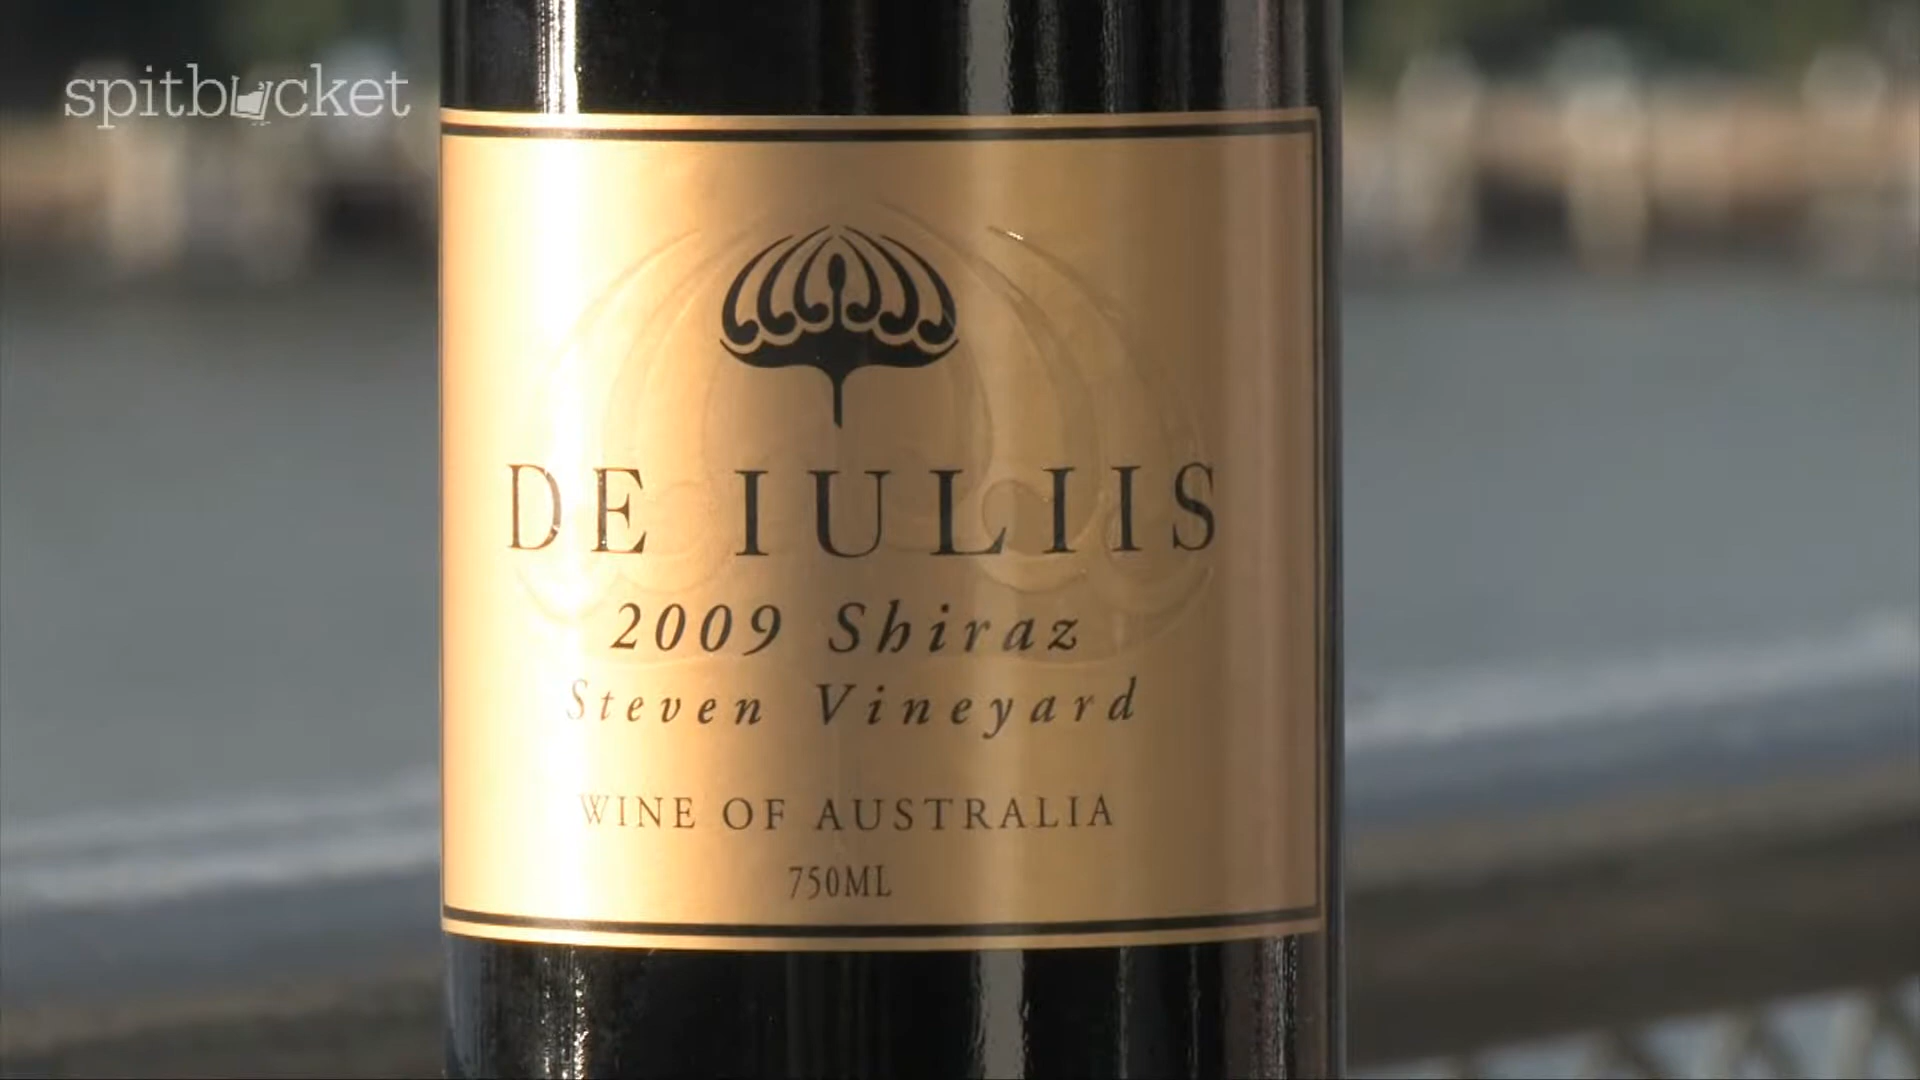 spitbucket
DE IULIIS
2009 Shiraz
Steven Vineyard
WINE OF AUSTRALIA
750ML